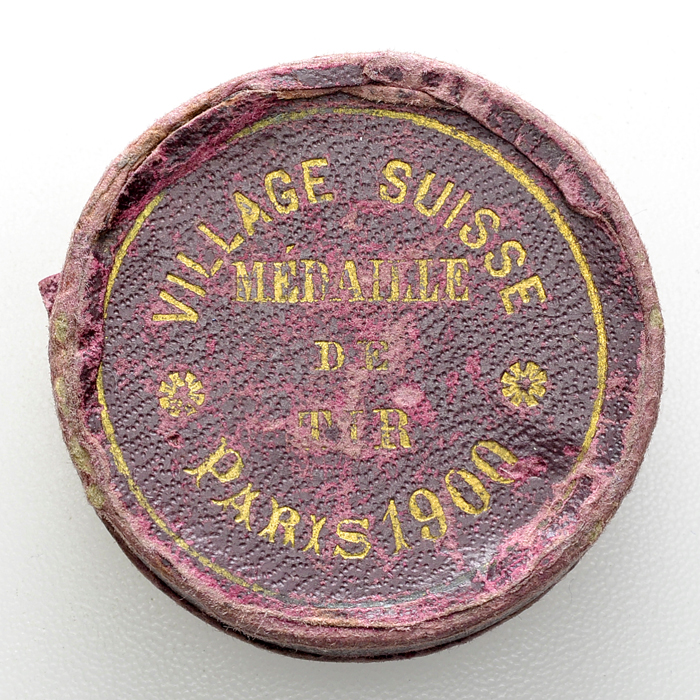 VILLAGE SUISSE
MÉDAILLE
DE
TIR
PARIS 1900